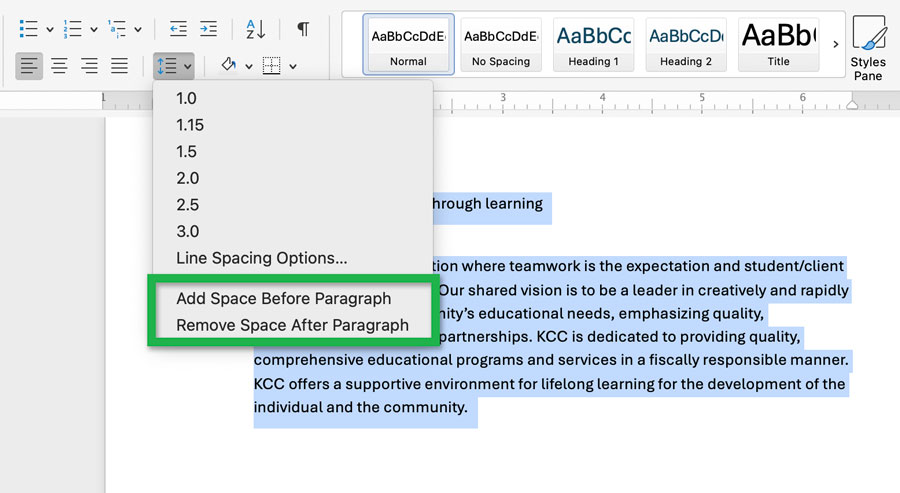 AaBbCcDdE AaBbCcDdE AaBbCc AaBbCcD AaBb
Normal No Spacing Heading 1 Heading 2 Title
Styles
Pane
1 3 4 5 6
1.0
1.15
1.5
2.0
2.5
3.0
Line Spacing Options...
Add Space Before Paragraph
Remove Space After Paragraph
hrough learning
tion where teamwork is the expectation and student/client
Our shared vision is to be a leader in creatively and rapidly
nity’s educational needs, emphasizing quality,
partnerships. KCC is dedicated to providing quality,
comprehensive educational programs and services in a fiscally responsible manner.
KCC offers a supportive environment for lifelong learning for the development of the
individual and the community.